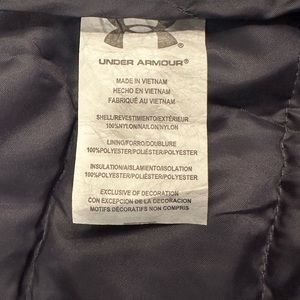 UNDER ARMOUR®
MADE IN VIETNAM
HECHO EN VIETNAM
FABRIQUÉ AU VIETNAM
SHELL/REVESTIMIENTO/EXTÉRIEUR
100%NYLON/NAILON/NYLON
LINING/FORRO/DOUBLURE
100%POLYESTER/POLIÉSTER/POLYESTER
INSULATION/AISLAMIENTO/ISOLATION
100%POLYESTER/POLIÉSTER/POLYESTER
EXCLUSIVE OF DECORATION
CON EXCEPCIÓN DE LA DECORACIÓN
MOTIFS DÉCORATIFS NON COMPRIS